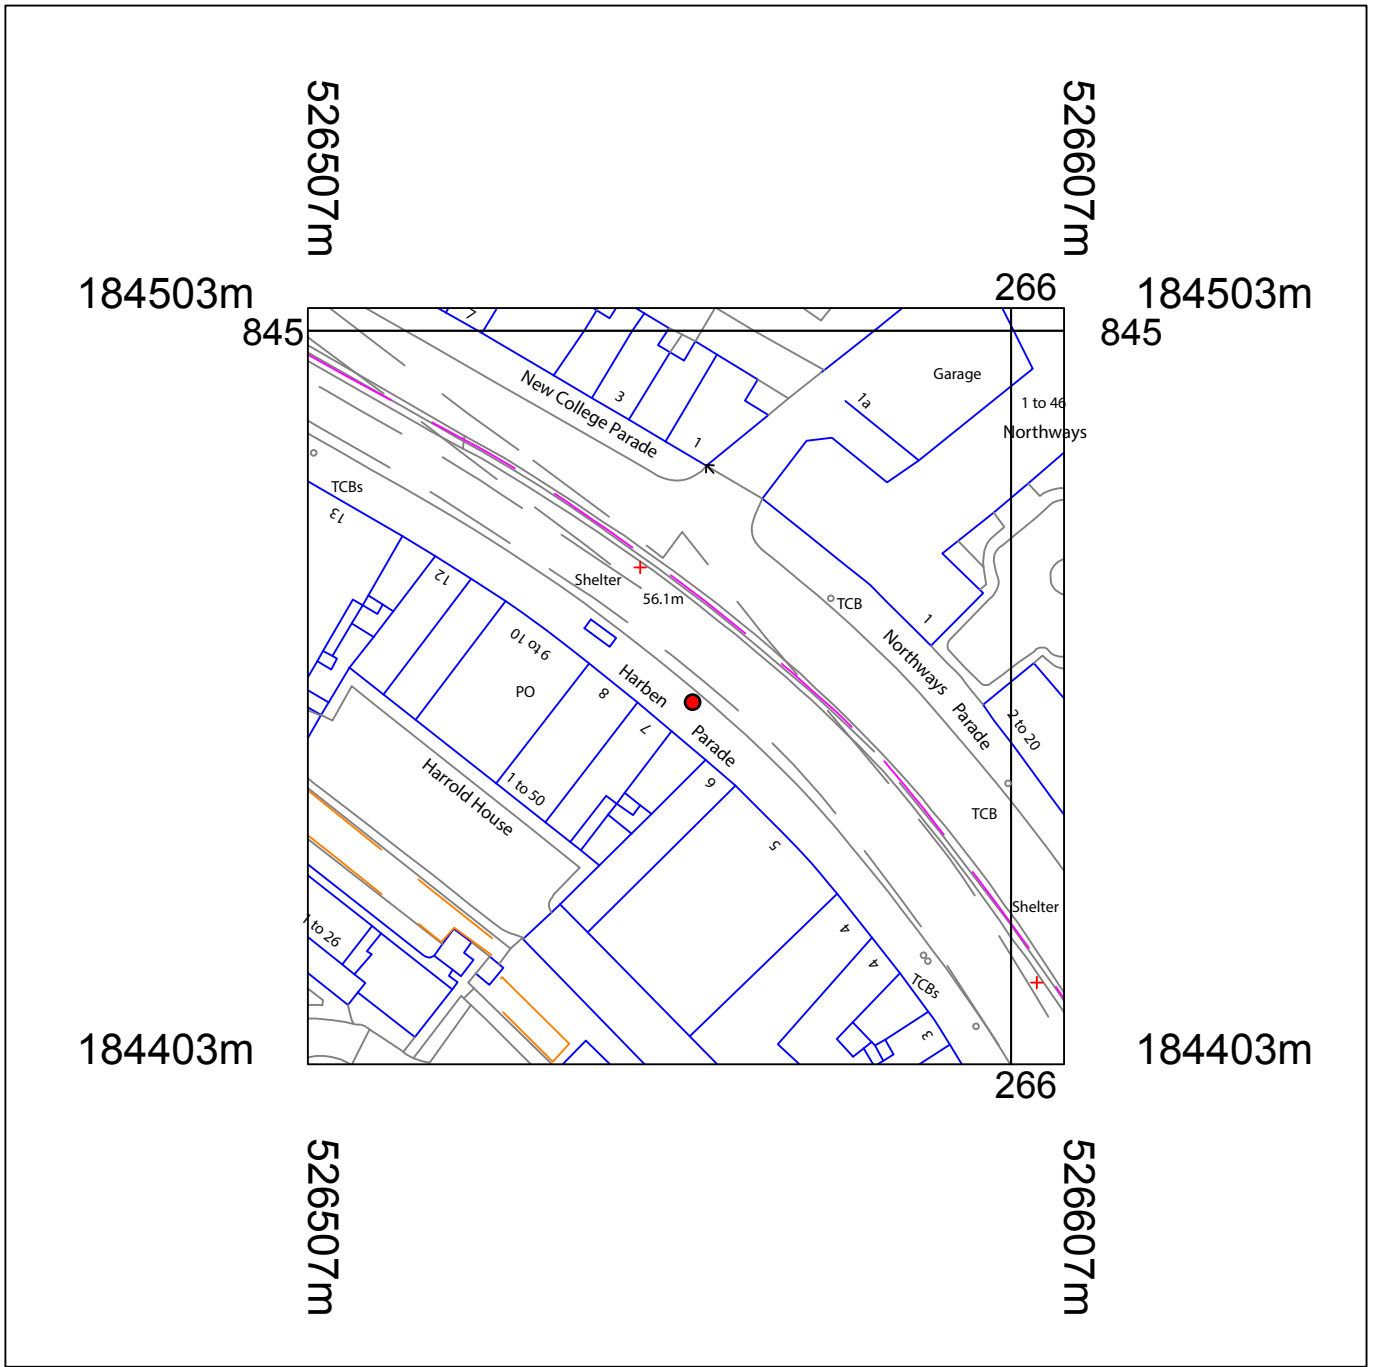 526507m
526607m
184503m
266
184503m
845
845
7
Garage
1a
1 to 46
Northways
New College Parade
3
1
TCBs
13
12
Shelter
56.1m
TCB
1
9 to 10
PO
8
7
Harben
Parade
Northways
Parade
2 to 20
Harrold House
1 to 50
6
5
TCB
Shelter
1 to 26
4
4
TCBs
3
184403m
184403m
266
526507m
526607m